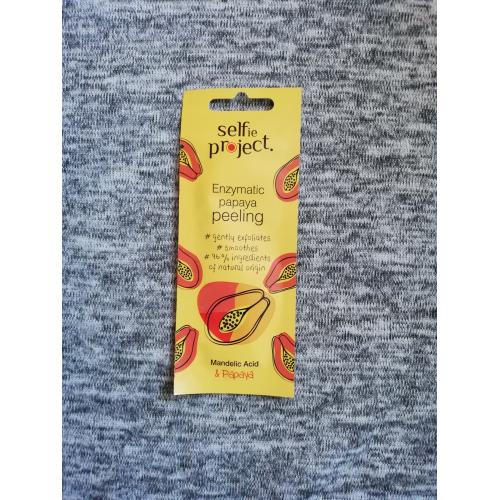 selfie
project.
Enzymatic
papaya
peeling
# gently exfoliates
# smoothes
# 96% ingredients
of natural origin
Mandelic Acid
& Papaya